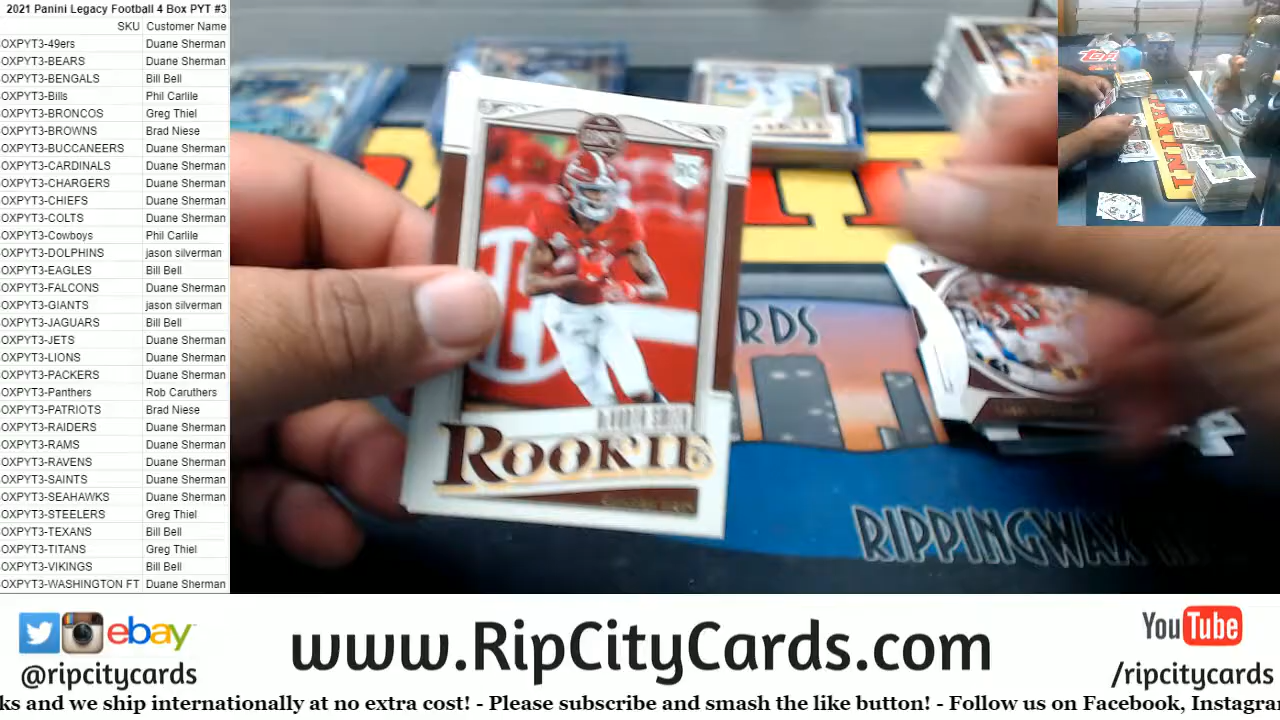 2021 Panini Legacy Football 4 Box PYT #3
SKU Customer Name
OXPYT3-49ers Duane Sherman
OXPYT3-BEARS Duane Sherman
OXPYT3-BENGALS Bill Bell
OXPYT3-Bills Phil Carlile
OXPYT3-BRONCOS Greg Thiel
OXPYT3-BROWNS Brad Niese
OXPYT3-BUCCANEERS Duane Sherman
OXPYT3-CARDINALS Duane Sherman
OXPYT3-CHARGERS Duane Sherman
OXPYT3-CHIEFS Duane Sherman
OXPYT3-COLTS Duane Sherman
OXPYT3-Cowboys Phil Carlile
OXPYT3-DOLPHINS jason silverman
OXPYT3-EAGLES Bill Bell
OXPYT3-FALCONS Duane Sherman
OXPYT3-GIANTS jason silverman
OXPYT3-JAGUARS Bill Bell
OXPYT3-JETS Duane Sherman
OXPYT3-LIONS Duane Sherman
OXPYT3-PACKERS Duane Sherman
OXPYT3-Panthers Rob Caruthers
OXPYT3-PATRIOTS Brad Niese
OXPYT3-RAIDERS Duane Sherman
OXPYT3-RAMS Duane Sherman
OXPYT3-RAVENS Duane Sherman
OXPYT3-SAINTS Duane Sherman
OXPYT3-SEAHAWKS Duane Sherman
OXPYT3-STEELERS Greg Thiel
OXPYT3-TEXANS Bill Bell
OXPYT3-TITANS Greg Thiel
OXPYT3-VIKINGS Bill Bell
OXPYT3-WASHINGTON FT Duane Sherman
RC
ROOKIE
ROOKIE
RDS
RIPPINGWAX
PANINI
ebay
@ripcitycards
www.RipCityCards.com
YouTube
/ripcitycards
ks and we ship internationally at no extra cost! - Please subscribe and smash the like button! - Follow us on Facebook, Instagra